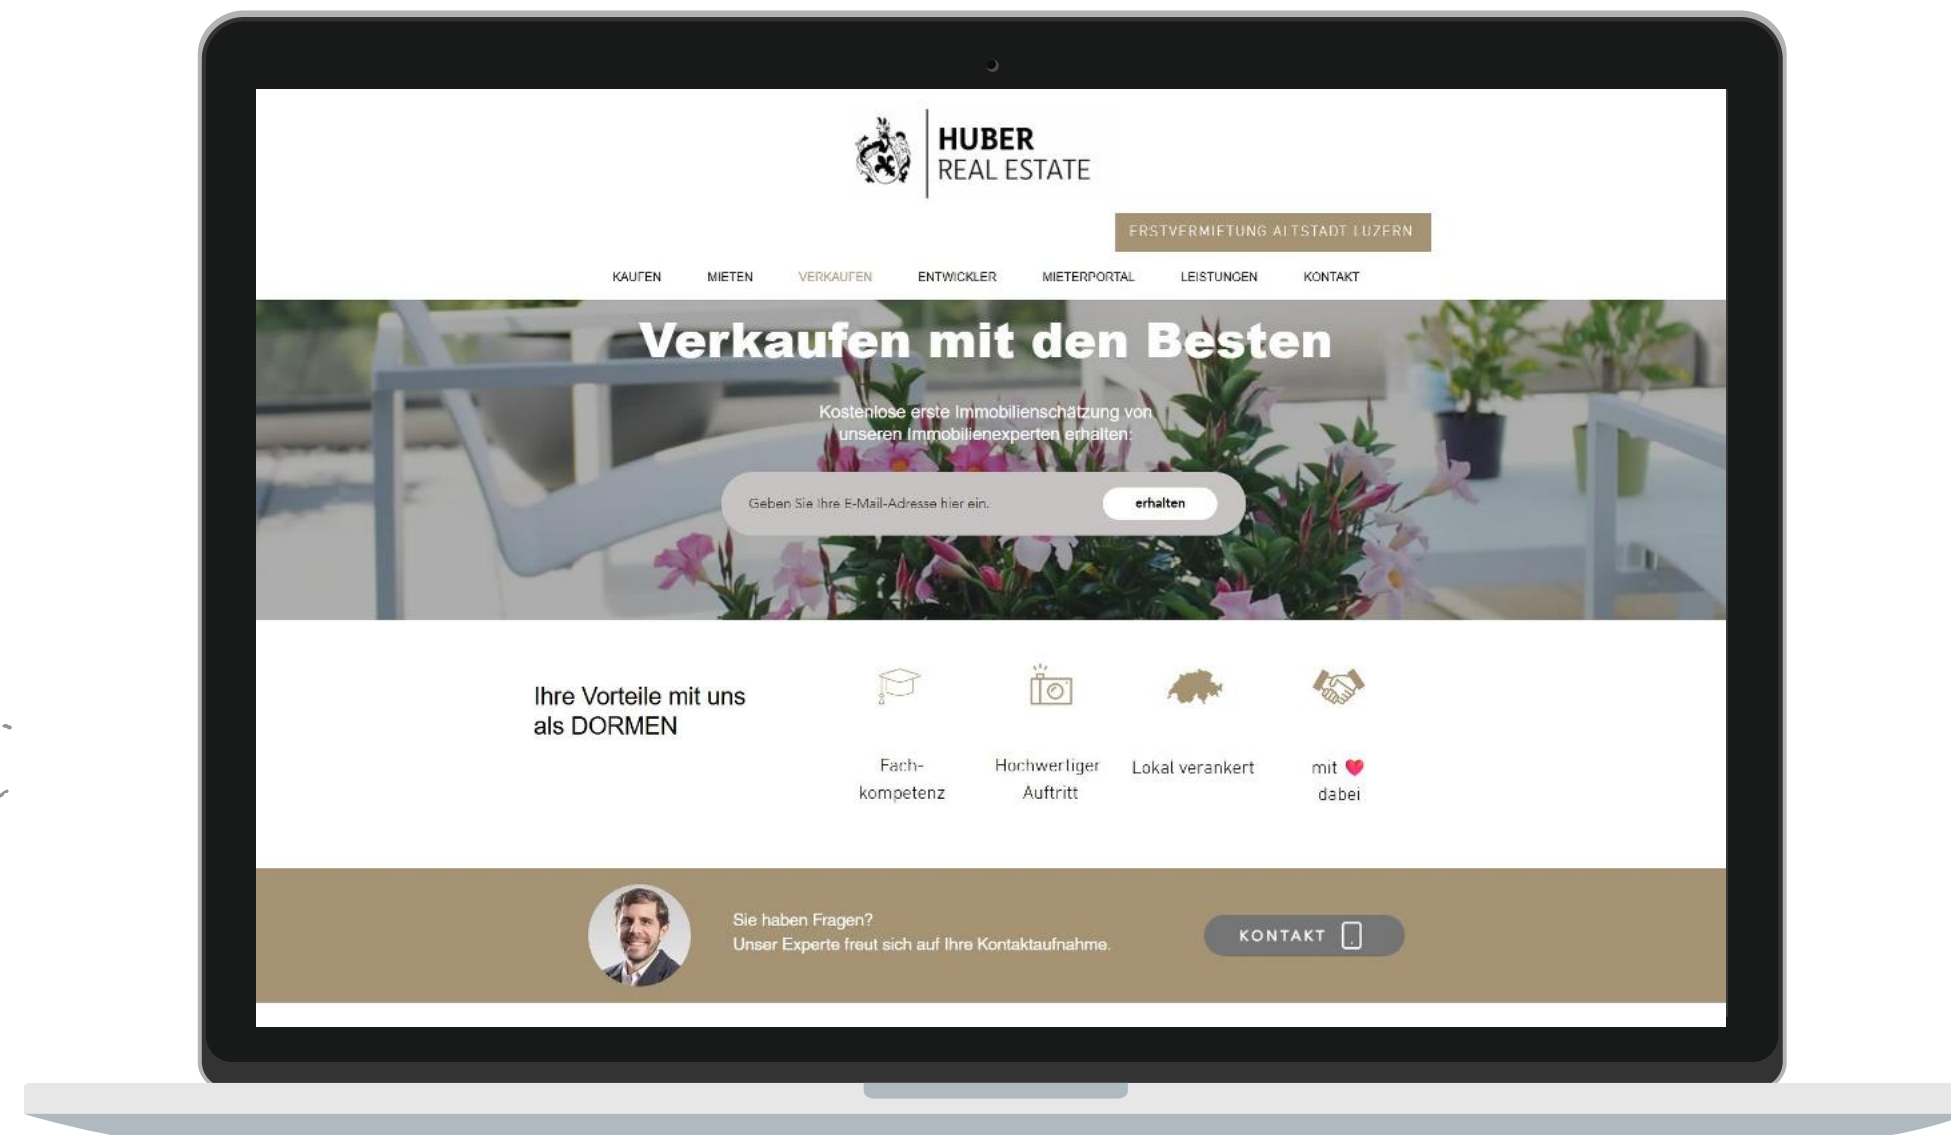 HUBER
REAL ESTATE
ERSTVERMIETUNG ALTSTADT LUZERN
KAUFEN MIETEN VERKAUFEN ENTWICKLER MIETERPORTAL LEISTUNGEN KONTAKT
Verkaufen mit den Besten
Kostenlose erste Immobilienschätzung von
unseren Immobilienexperten erhalten:
Geben Sie Ihre E-Mail-Adresse hier ein. erhalten
Ihre Vorteile mit uns
als DORMEN
Fach-
kompetenz
Hochwertiger
Auftritt
Lokal verankert
mit ❤
dabei
Sie haben Fragen?
Unser Experte freut sich auf Ihre Kontaktaufnahme.
KONTAKT